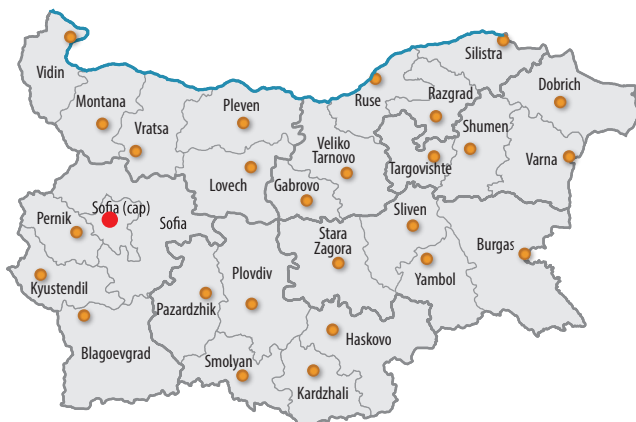 Silistra
Vidin
Dobrich
Montana
Pleven
Ruse
Razgrad
Vratsa
Shumen
Veliko
Tarnovo
Varna
Targovishte
Lovech
Gabrovo
Sofia (cap)
Pernik
Sofia
Sliven
Stara
Zagora
Burgas
Plovdiv
Yambol
Kyustendil
Pazardzhik
Haskovo
Blagoevgrad
Smolyan
Kardzhali